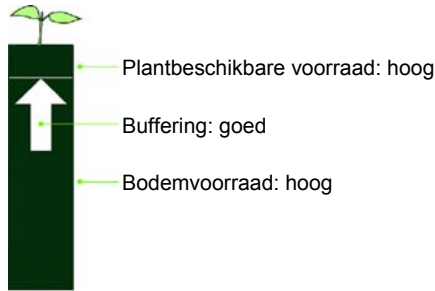 Plantbeschikbare voorraad: hoog
Buffering: goed
Bodemvoorraad: hoog